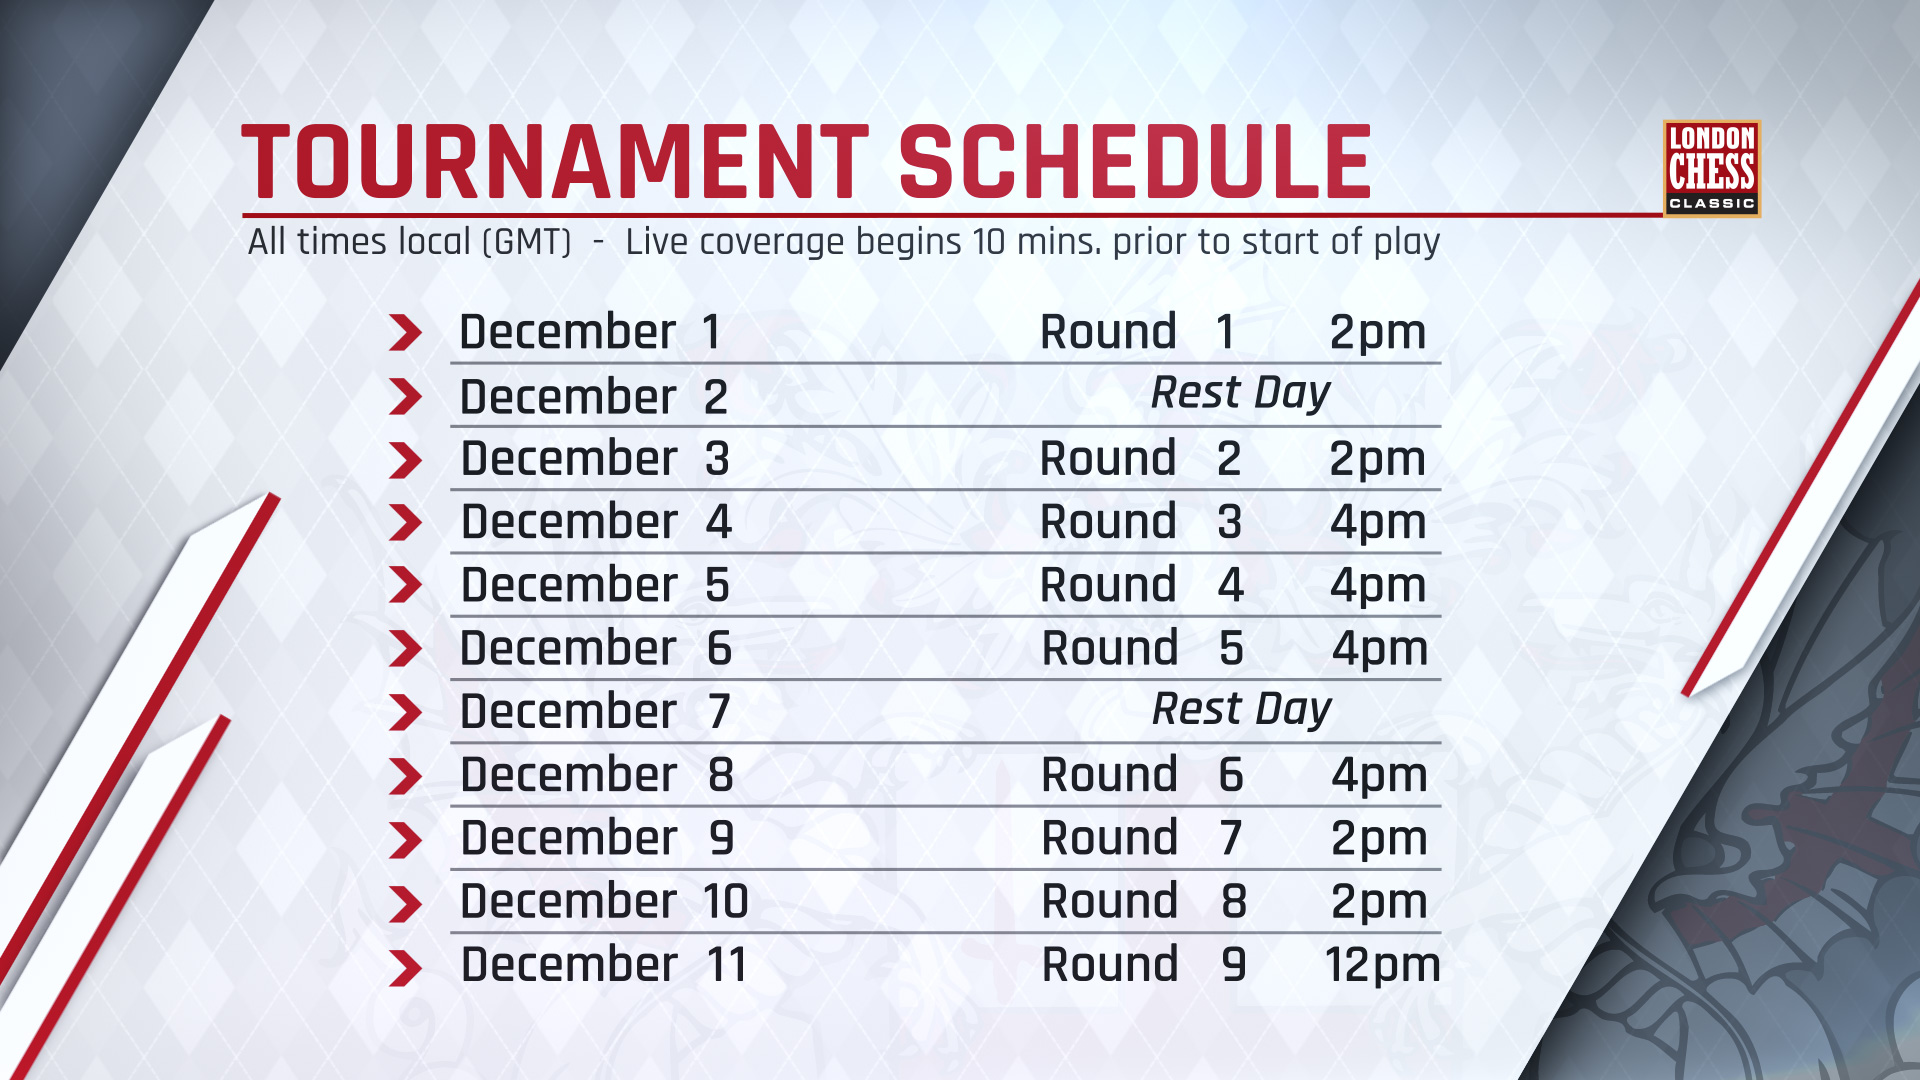 TOURNAMENT SCHEDULE
LONDON
CHESS
CLASSIC
All times local (GMT) - Live coverage begins 10 mins. prior to start of play
December 1 Round 1 2pm
December 2 Rest Day
December 3 Round 2 2pm
December 4 Round 3 4pm
December 5 Round 4 4pm
December 6 Round 5 4pm
December 7 Rest Day
December 8 Round 6 4pm
December 9 Round 7 2pm
December 10 Round 8 2pm
December 11 Round 9 12pm